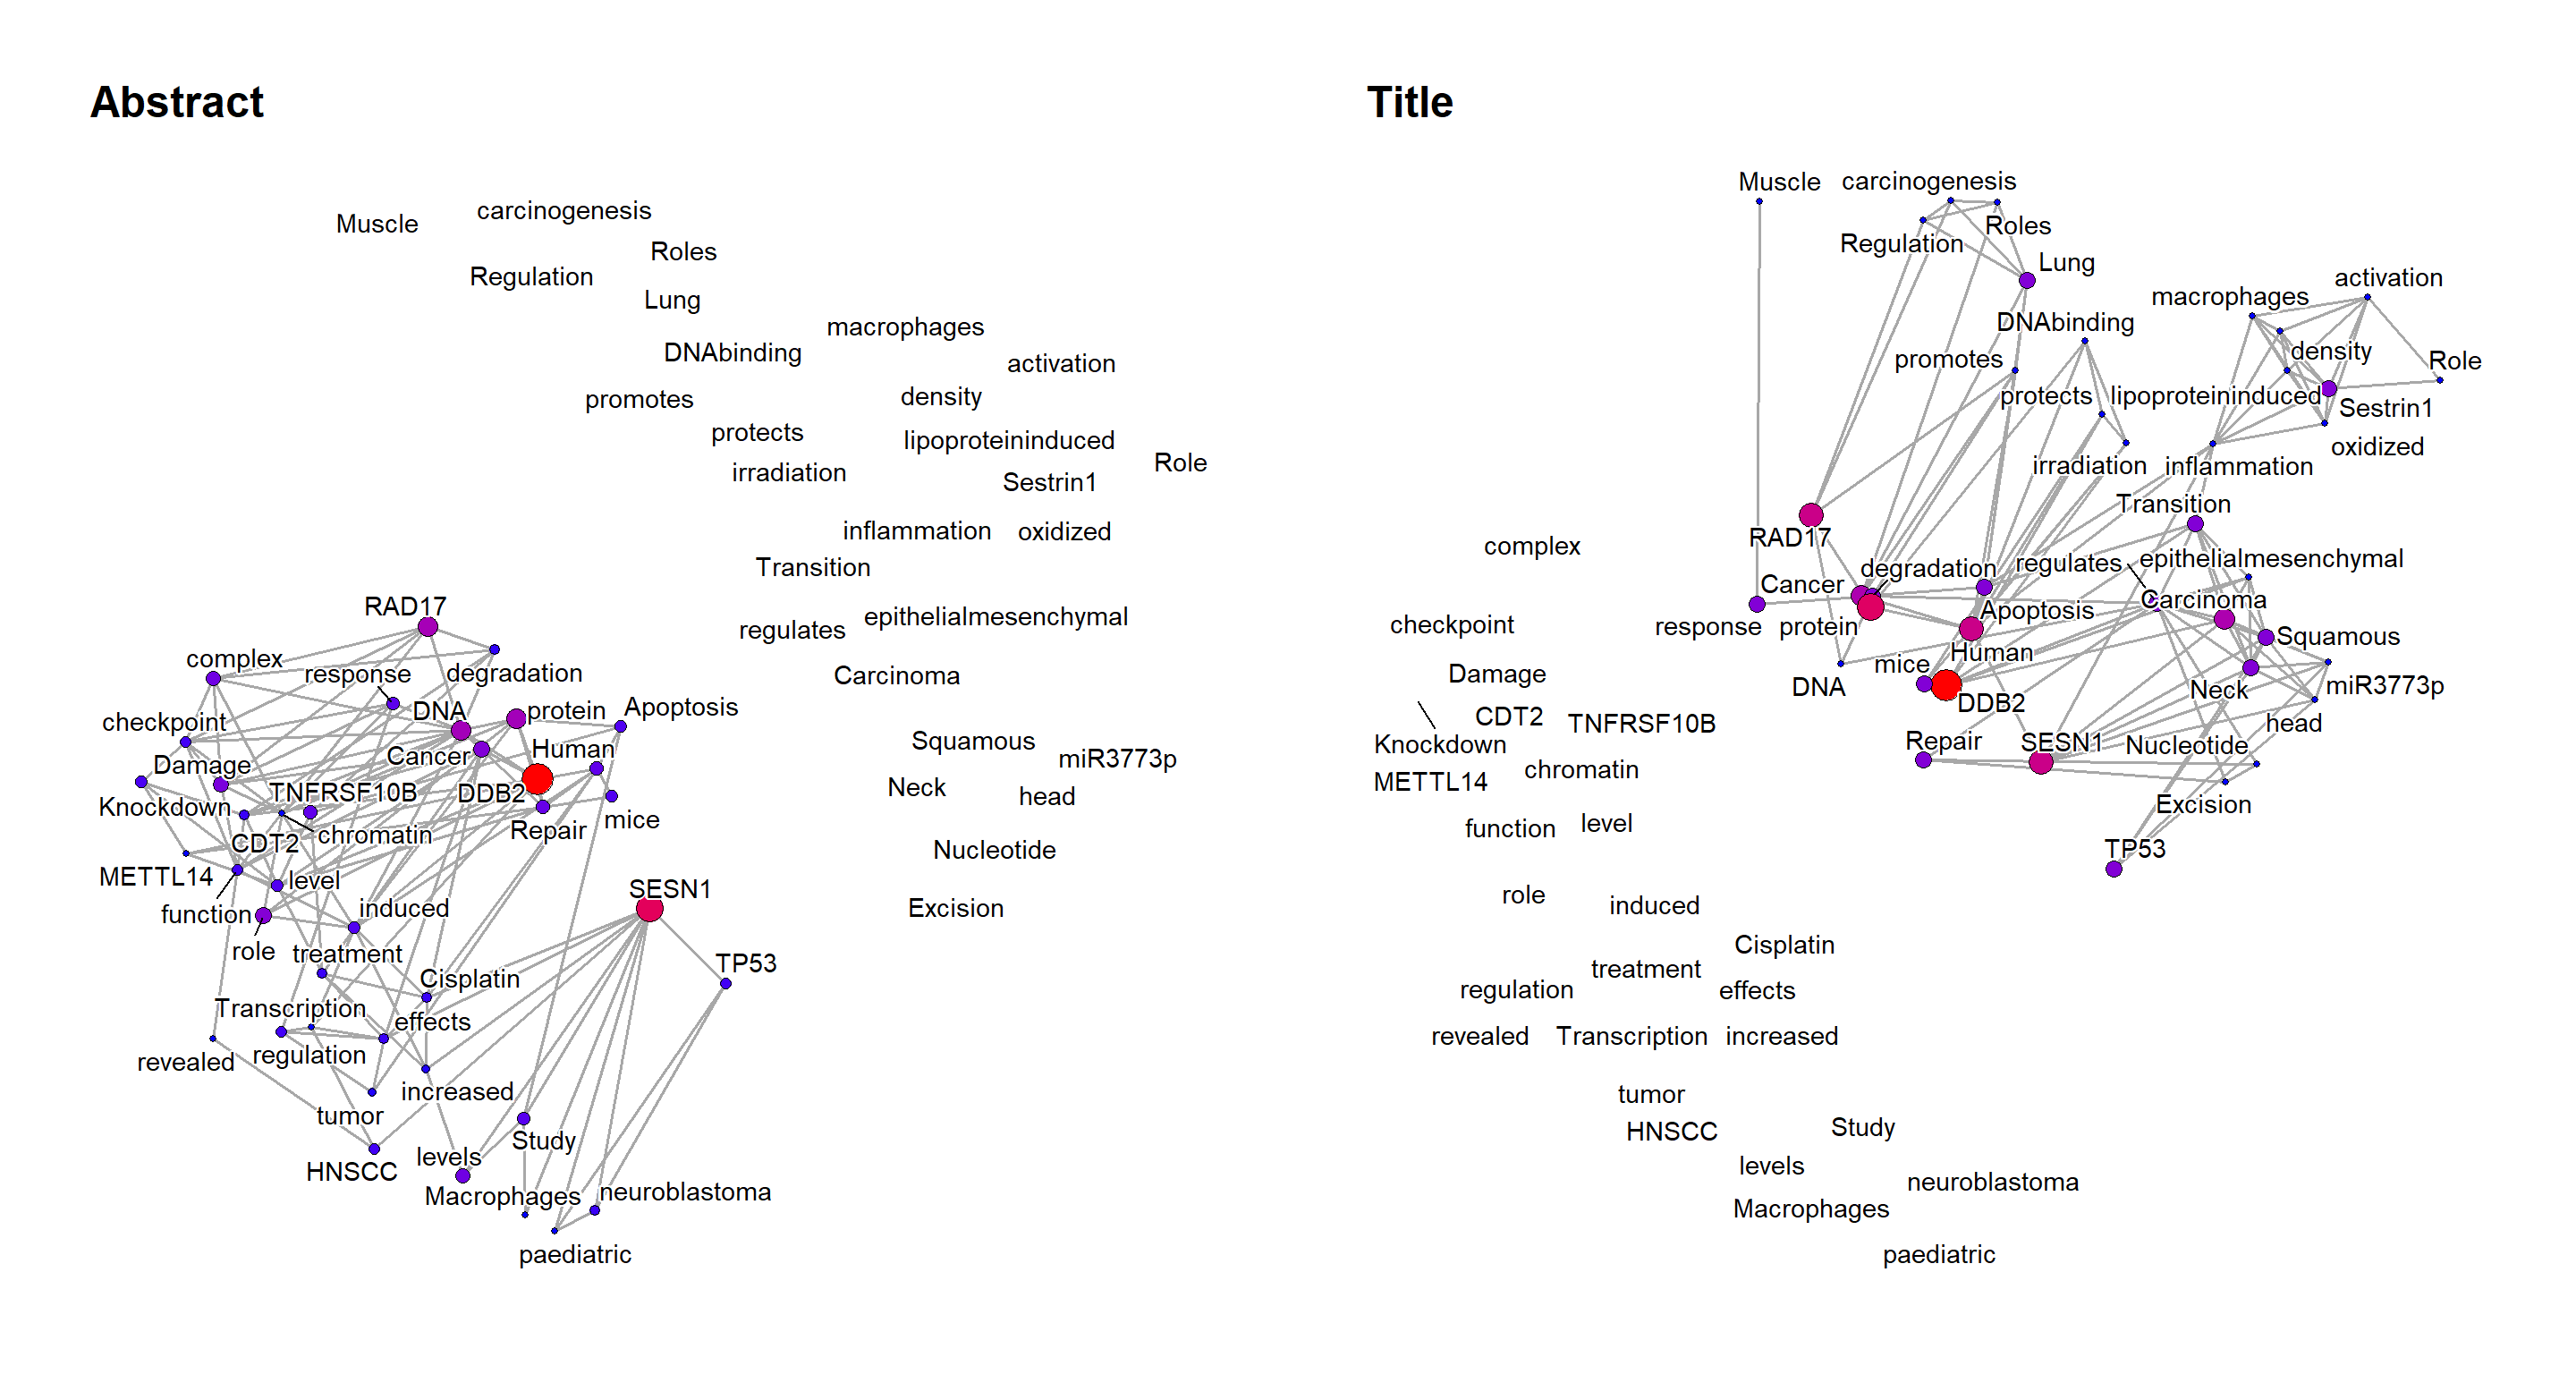 Abstract
Muscle
carcinogenesis
Roles
Regulation
Lung
macrophages
DNAbinding
activation
promotes
density
protects
lipoproteininduced
Role
irradiation
Sestrin1
inflammation
oxidized
Transition
RAD17
epithelialmesenchymal
regulates
complex
response
degradation
Carcinoma
checkpoint
DNA
protein
Apoptosis
Cancer
Human
Squamous
miR3773p
Damage
TNFRSF10B
DDB2
Neck
head
Knockdown
CDT2
chromatin
Repair
mice
Nucleotide
METTL14
level
SESN1
function
induced
Excision
role
treatment
Cisplatin
TP53
Transcription
effects
revealed
regulation
increased
tumor
Study
HNSCC
levels
Macrophages
neuroblastoma
paediatric
Title
Muscle
carcinogenesis
Roles
Regulation
Lung
activation
macrophages
DNAbinding
promotes
density
Role
protects
lipoproteininduced
Sestrin1
oxidized
irradiation
inflammation
Transition
RAD17
complex
degradation
regulates
epithelialmesenchymal
Cancer
Carcinoma
Apoptosis
checkpoint
response
protein
Squamous
Human
mice
Damage
DNA
Neck
miR3773p
DDB2
CDT2
TNFRSF10B
head
Knockdown
Repair
SESN1
Nucleotide
METTL14
chromatin
Excision
function
level
TP53
role
induced
Cisplatin
treatment
regulation
effects
revealed
Transcription
increased
tumor
HNSCC
Study
levels
neuroblastoma
Macrophages
paediatric